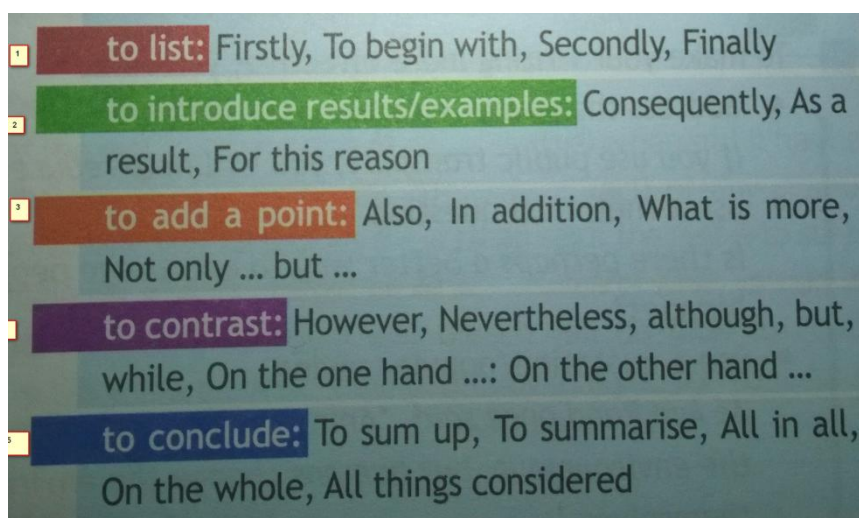 1 to list: Firstly, To begin with, Secondly, Finally
2 to introduce results/examples: Consequently, As a
result, For this reason
3 to add a point: Also, In addition, What is more,
Not only ... but ...
to contrast: However, Nevertheless, although, but,
while, On the one hand ...: On the other hand ...
5 to conclude: To sum up, To summarise, All in all,
On the whole, All things considered